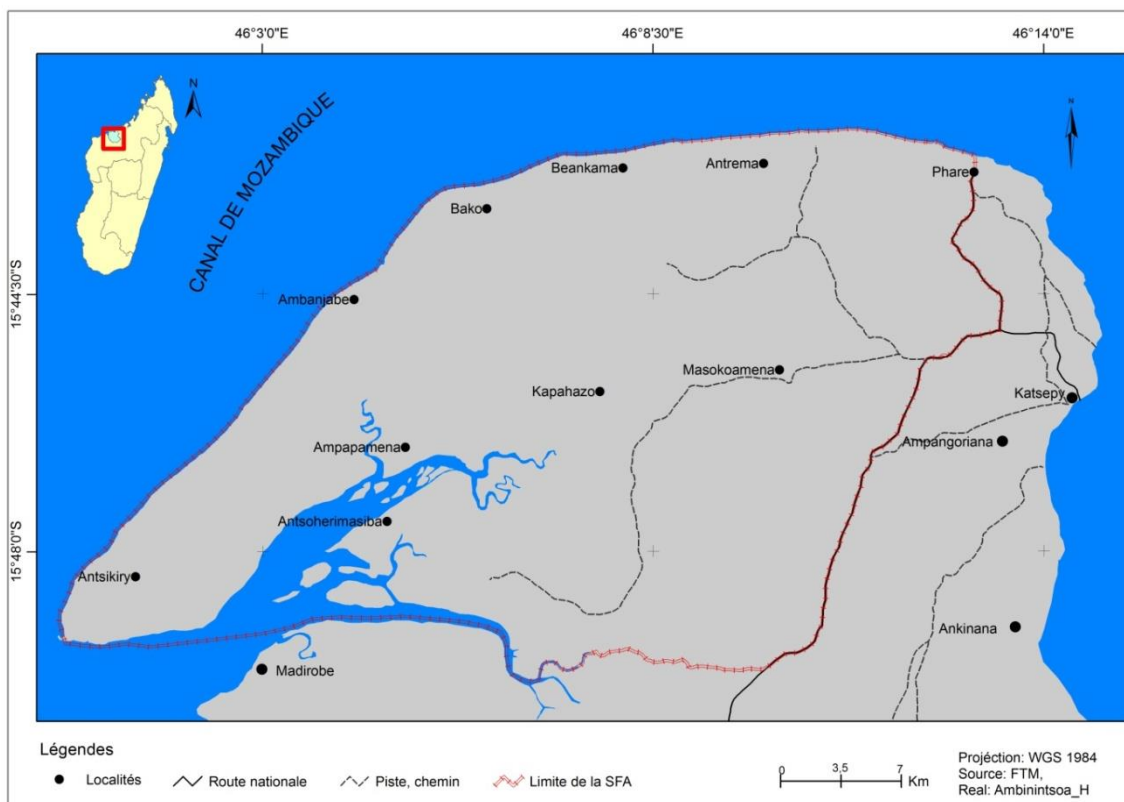 46°3'0"E
46°8'30"E
46°14'0"E
N
N
CANAL DE MOZAMBIQUE
Beankama
Antrema
Phare
Bako
15°44'30"S
Ambanjabe
Masokoamena
Kapahazo
Katsepy
Ampangoriana
Ampapamena
Antsoherimasiba
15°48'0"S
Antsikiry
Ankinana
Madirobe
Légendes
Localités
Route nationale
Piste, chemin
Limite de la SFA
0 3,5 7
Km
Projéction: WGS 1984
Source: FTM,
Real: Ambinintsoa_H